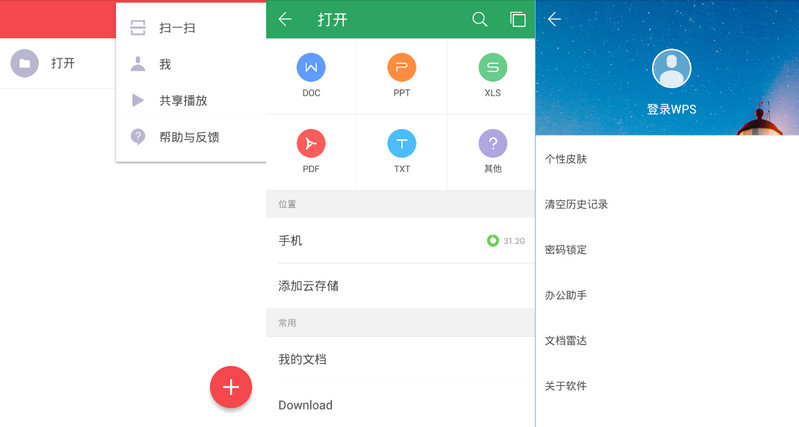 打开
扫一扫
我
共享播放
帮助与反馈
打开
DOC
PPT
XLS
PDF
TXT
其他
位置
手机
31.2G
添加云存储
常用
我的文档
Download
登录WPS
个性皮肤
清空历史记录
密码锁定
办公助手
文档雷达
关于软件